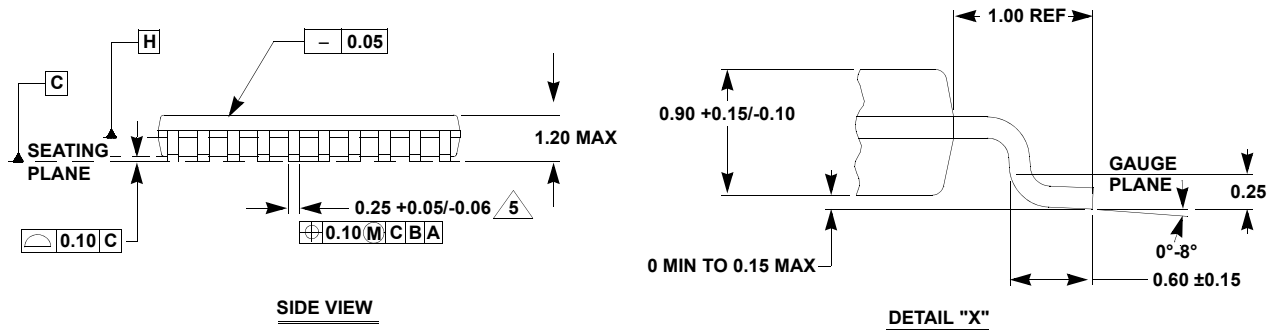 H
– 0.05
C
SEATING
PLANE
1.20 MAX
0.25 +0.05/-0.06 5
0.10 M C B A
0.10 C
SIDE VIEW
1.00 REF
0.90 +0.15/-0.10
GAUGE
PLANE
0.25
0°-8°
0 MIN TO 0.15 MAX
0.60 ±0.15
DETAIL "X"